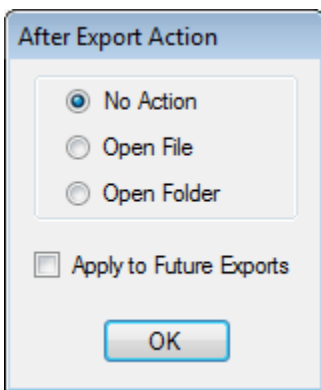 After Export Action
No Action
Open File
Open Folder
Apply to Future Exports
OK